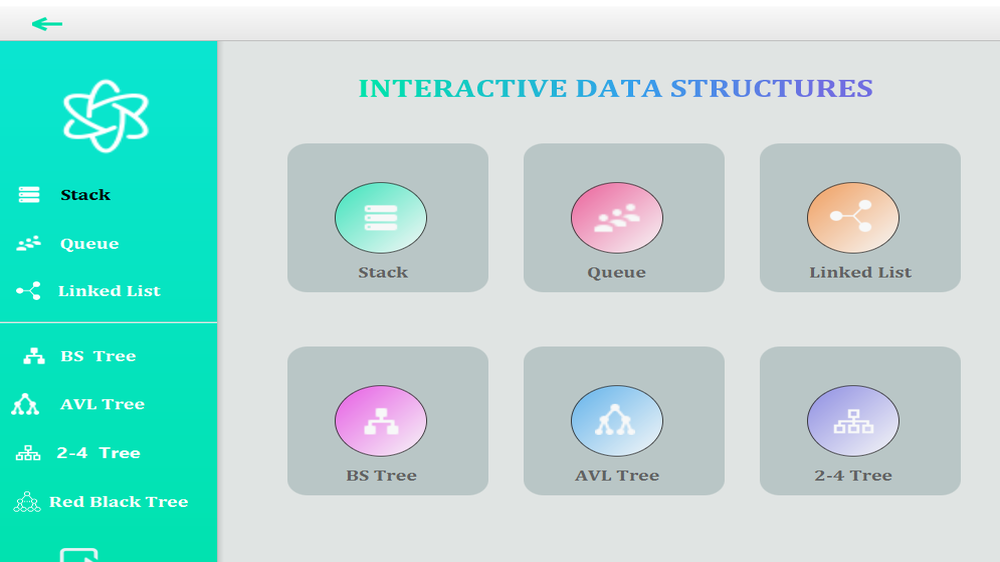 INTERACTIVE DATA STRUCTURES
Stack
Queue
Linked List
BS Tree
AVL Tree
2-4 Tree
Red Black Tree
Stack
Queue
Linked List
BS Tree
AVL Tree
2-4 Tree